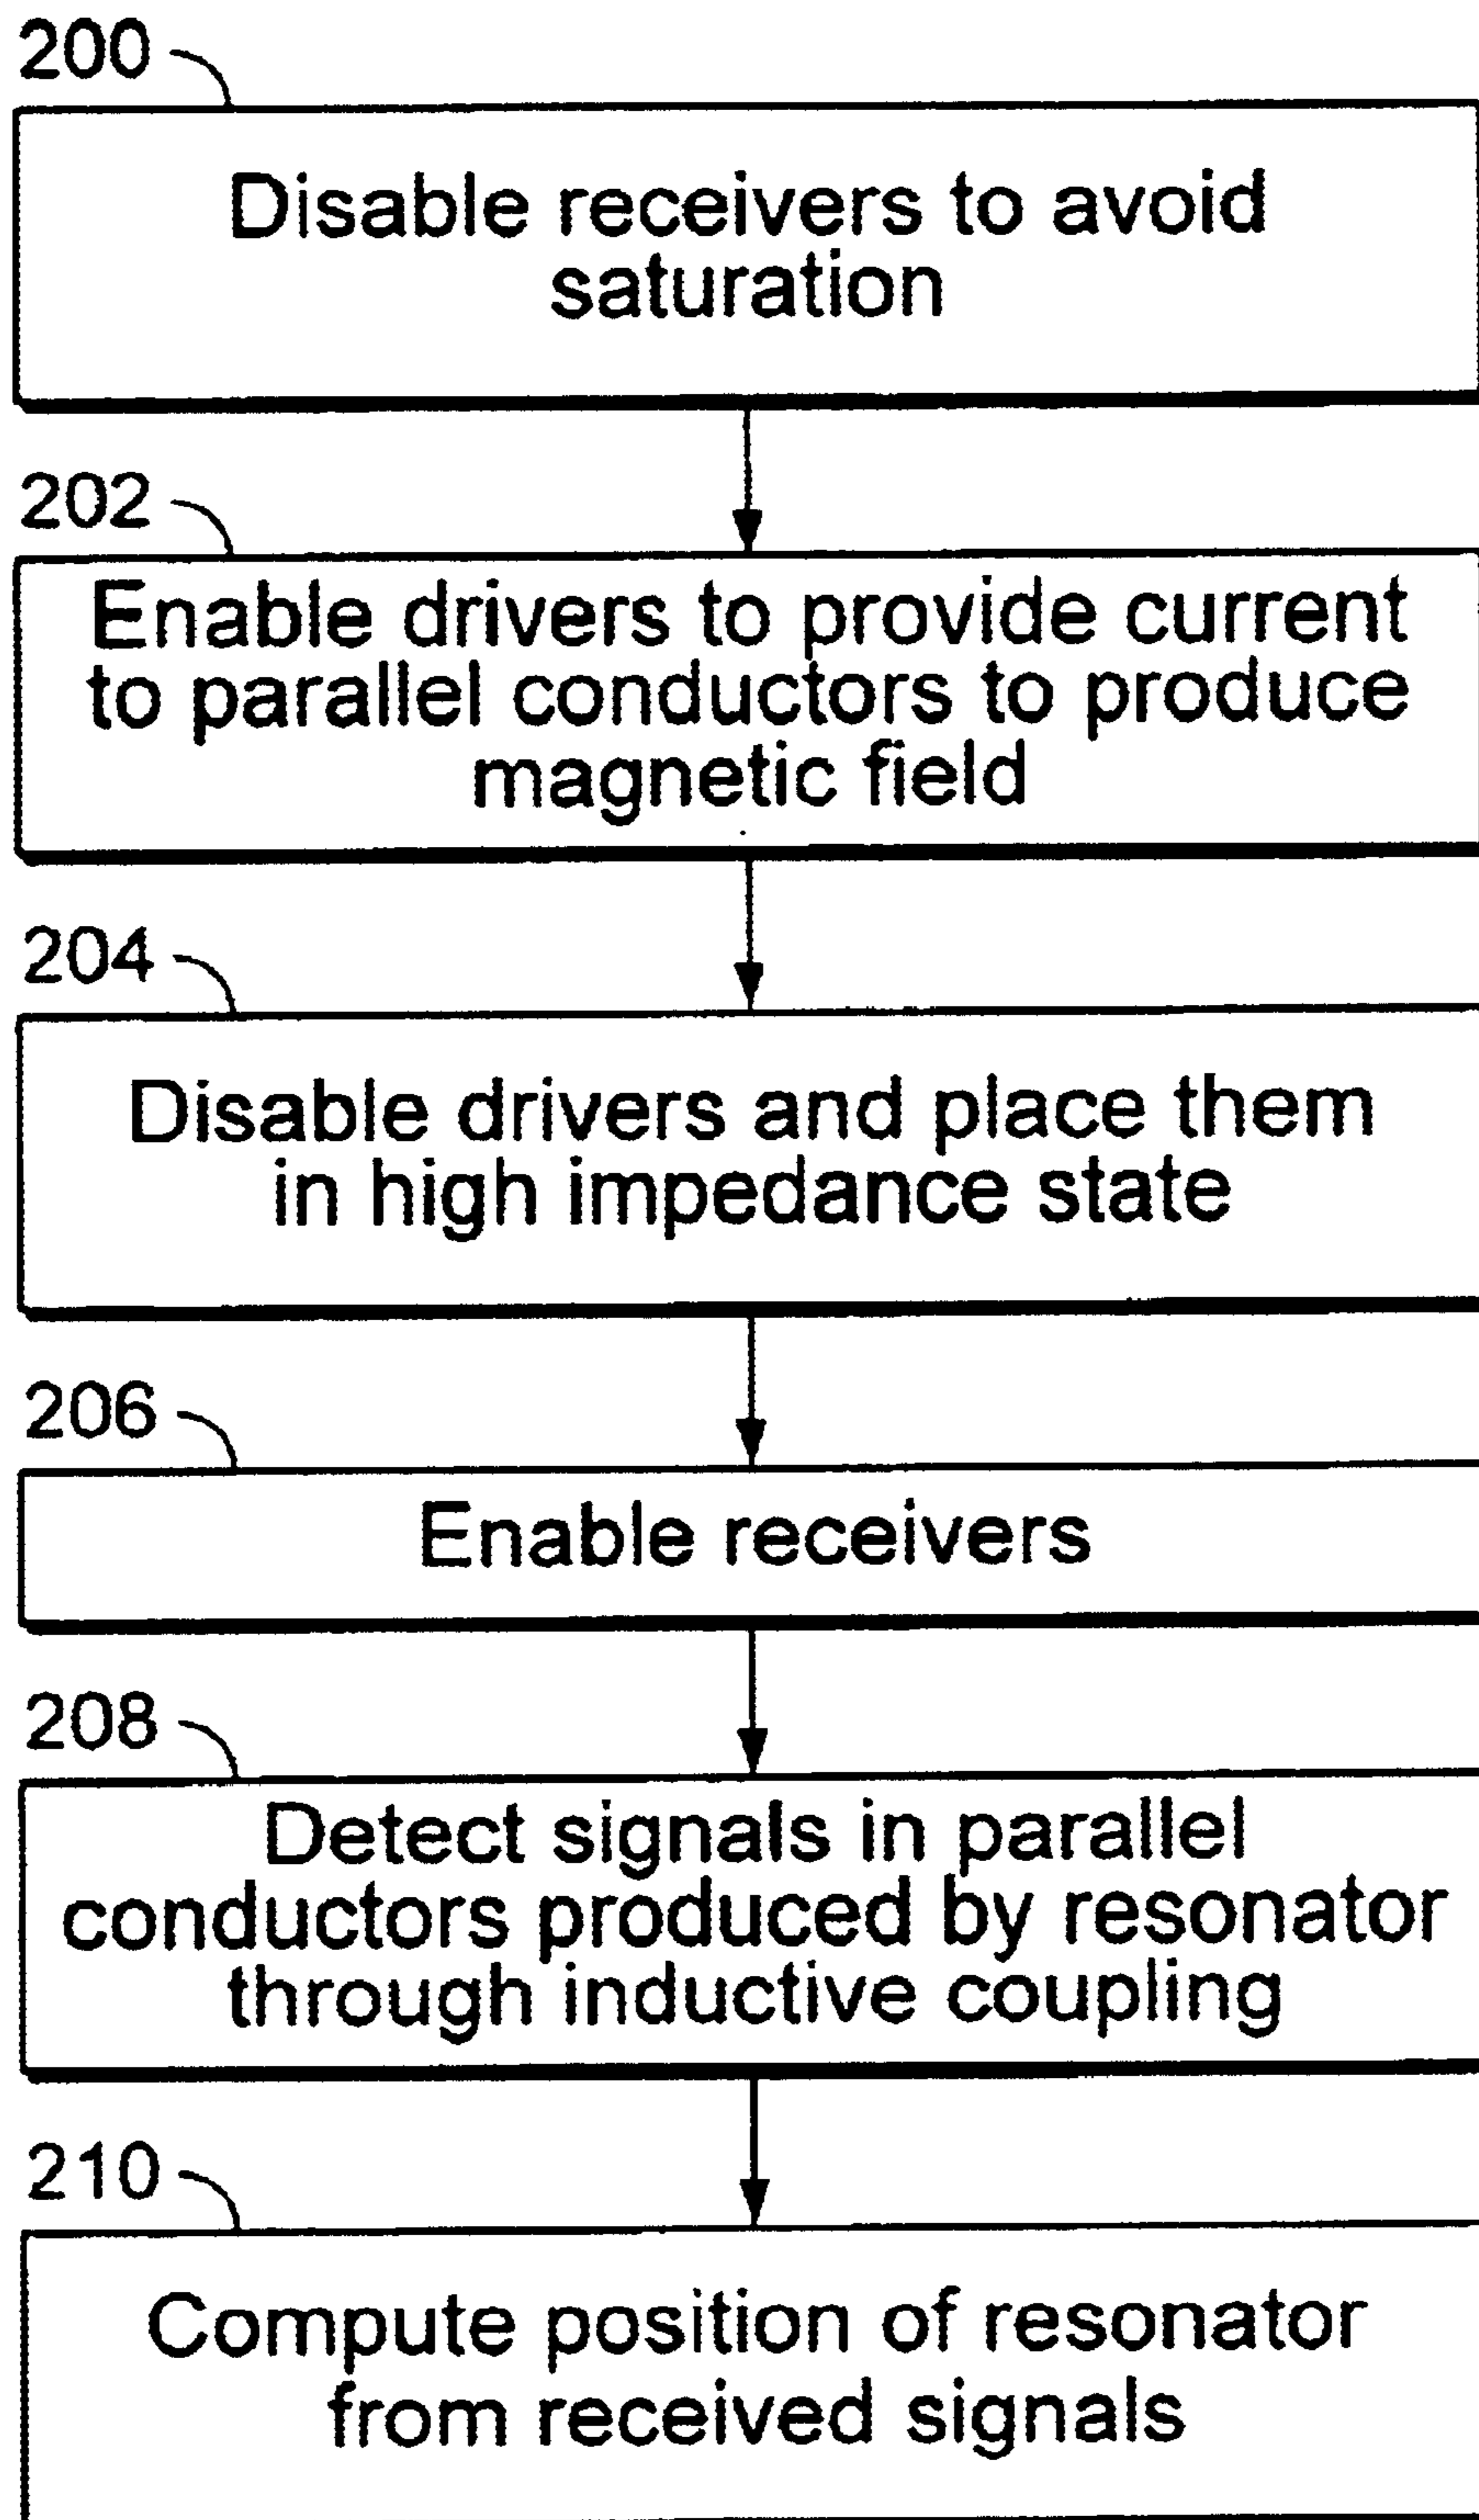 200
Disable receivers to avoid
saturation
202
Enable drivers to provide current
to parallel conductors to produce
magnetic field
204
Disable drivers and place them
in high impedance state
206
Enable receivers
208
Detect signals in parallel
conductors produced by resonator
through inductive coupling
210
Compute position of resonator
from received signals